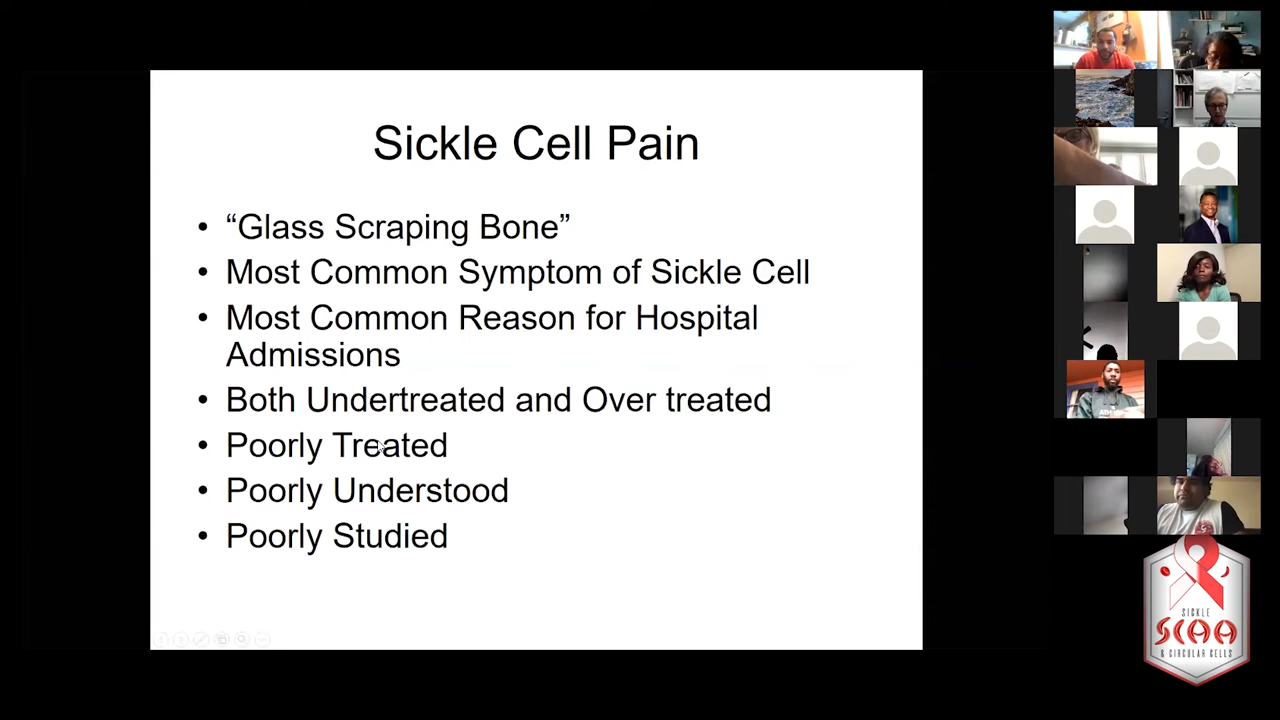 Sickle Cell Pain
• “Glass Scraping Bone”
• Most Common Symptom of Sickle Cell
• Most Common Reason for Hospital
Admissions
• Both Undertreated and Over treated
• Poorly Treated
• Poorly Understood
• Poorly Studied
SICKLE
SCAA
& CIRCULAR CELLS